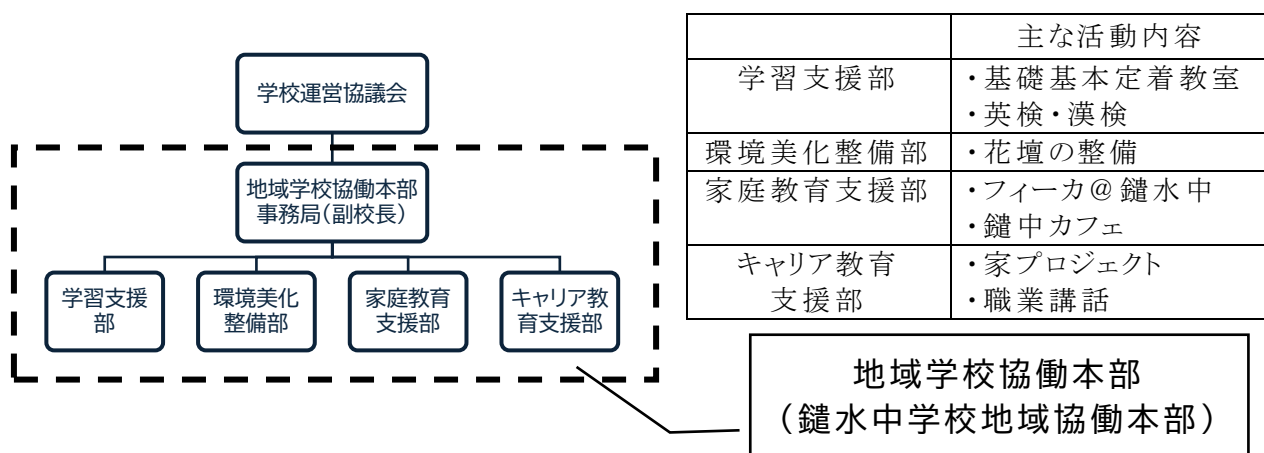 学校運営協議会
地域学校協働本部
事務局(副校長)
学習支援
部
環境美化
整備部
家庭教育
支援部
キャリア教
育支援部
主な活動内容
学習支援部
・基礎基本定着教室
・英検・漢検
環境美化整備部
・花壇の整備
家庭教育支援部
・フィーカ@鑓水中
・鑓中カフェ
キャリア教育
支援部
・家プロジェクト
・職業講話
地域学校協働本部
(鑓水中学校地域協働本部)